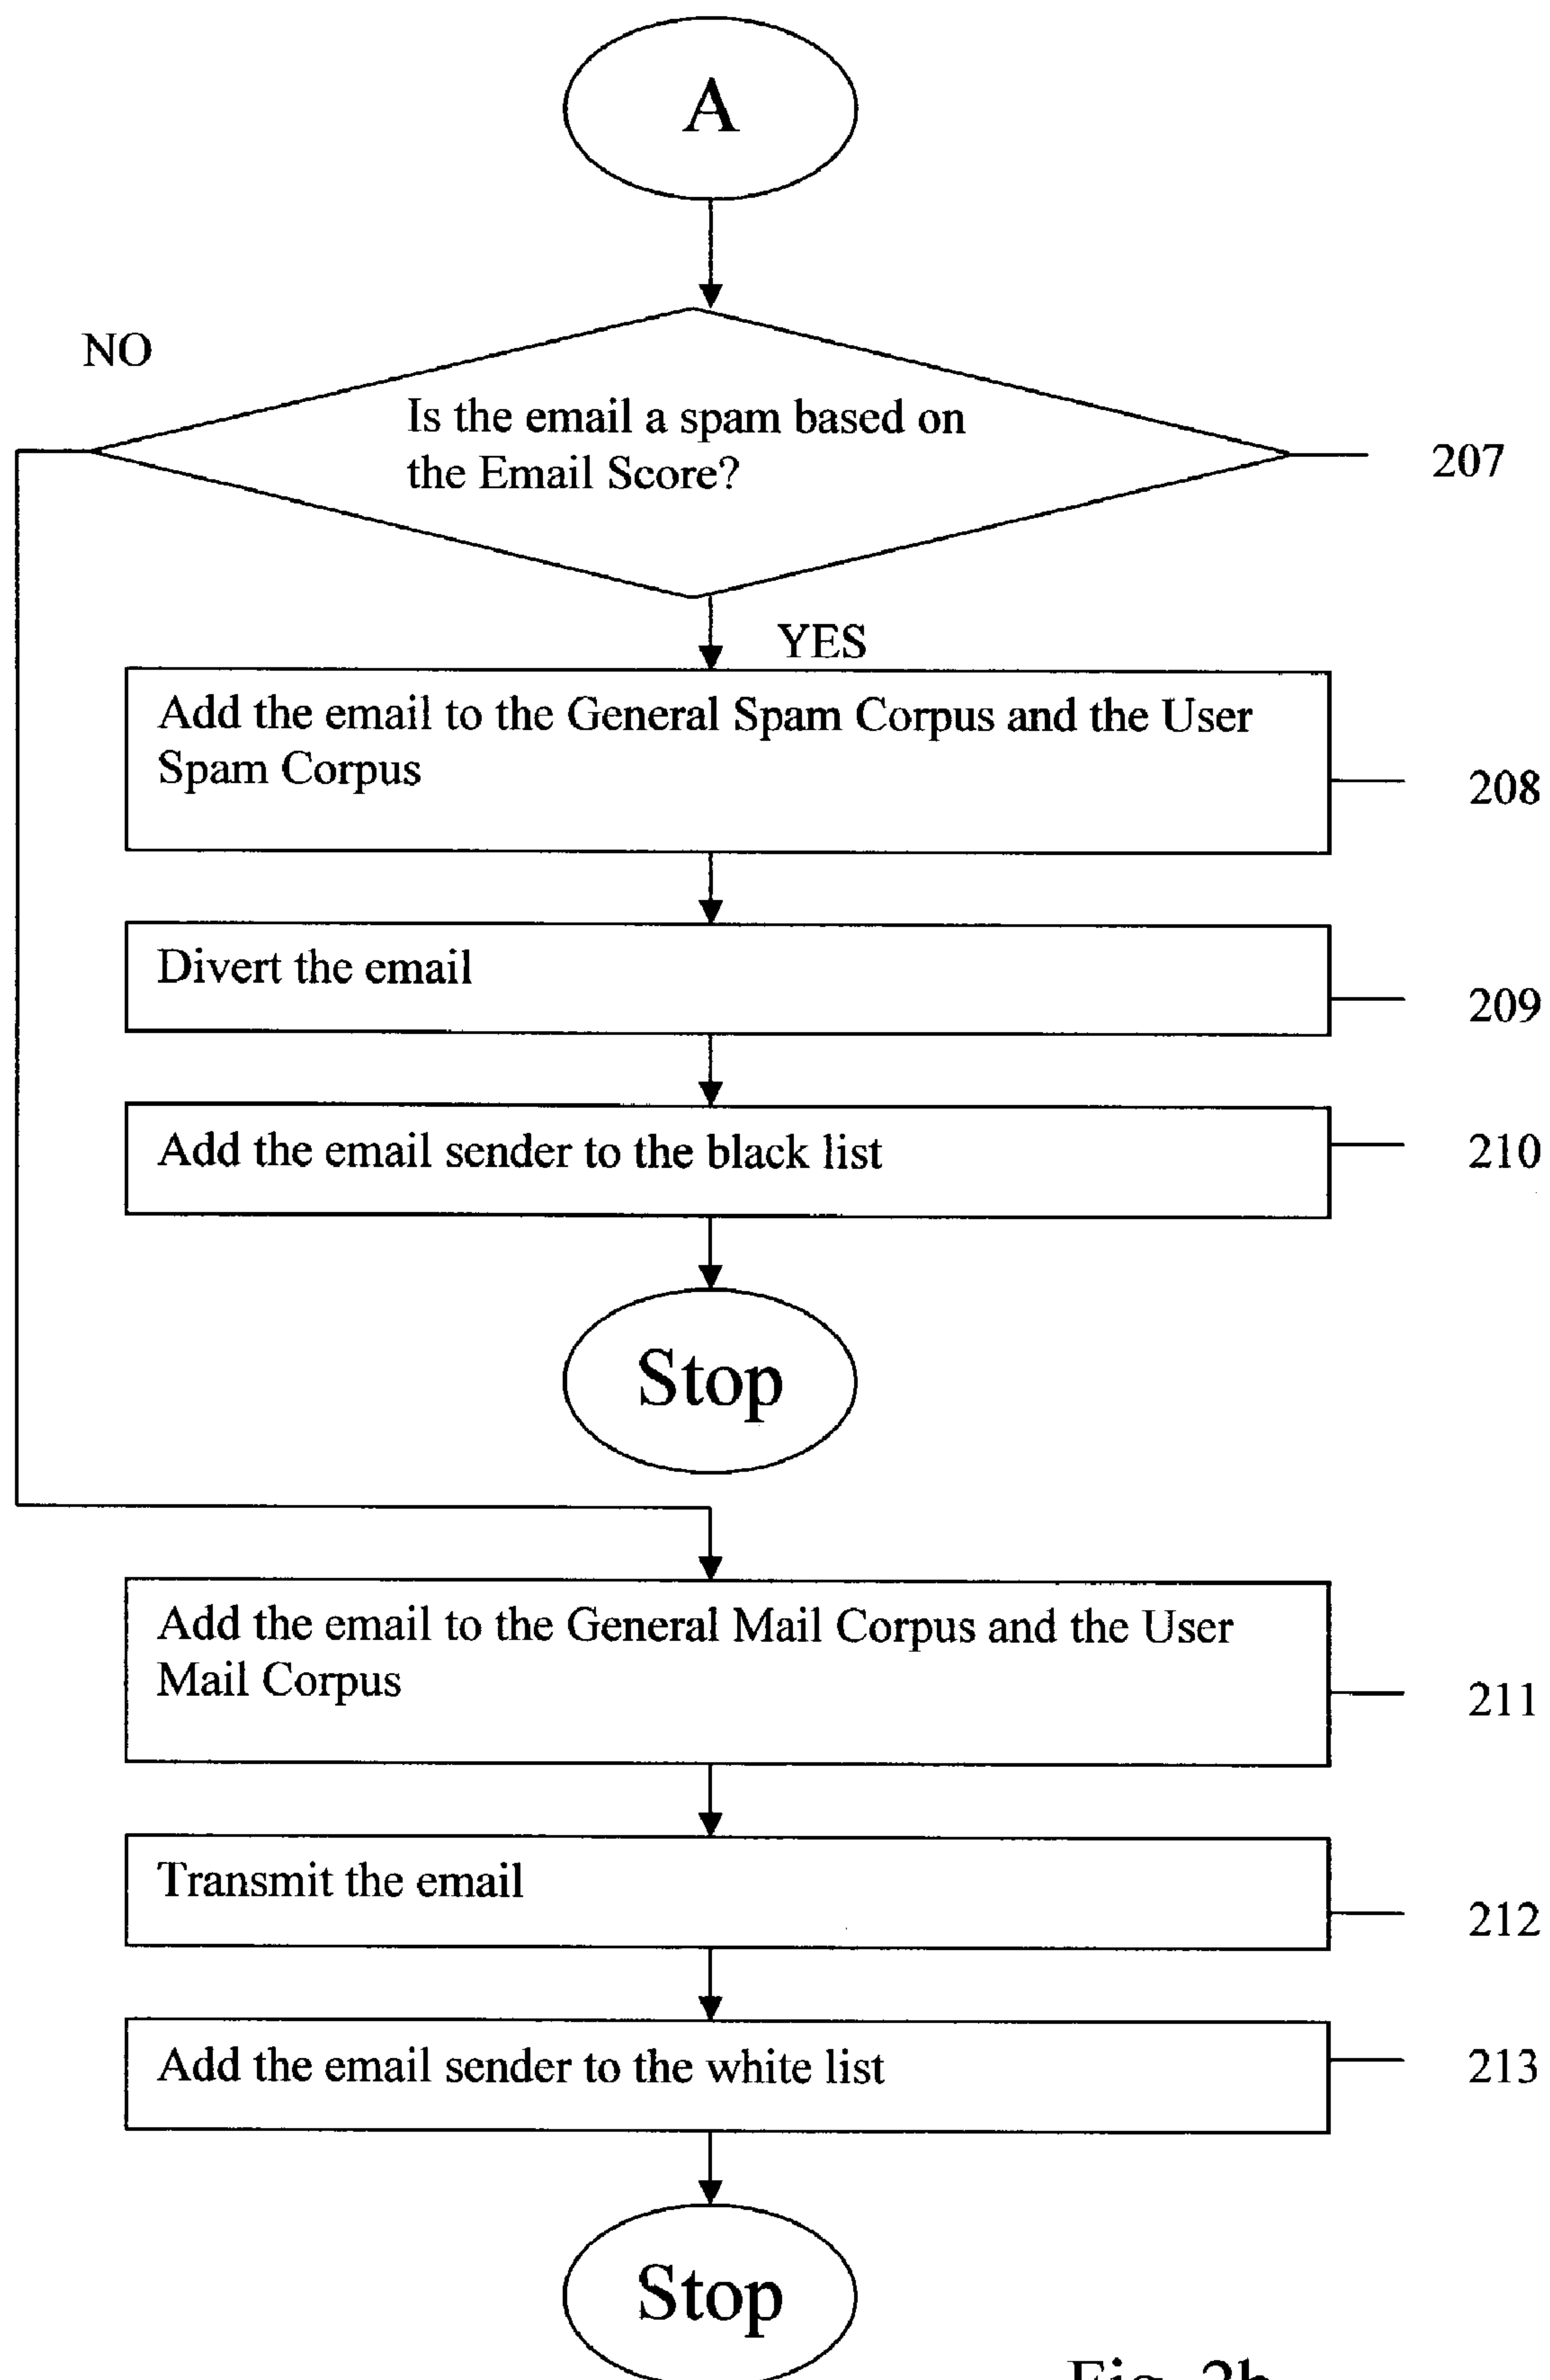 A
NO
Is the email a spam based on
the Email Score?
207
YES
Add the email to the General Spam Corpus and the User
Spam Corpus
208
Divert the email
209
Add the email sender to the black list
210
Stop
Add the email to the General Mail Corpus and the User
Mail Corpus
211
Transmit the email
212
Add the email sender to the white list
213
Stop
Fig. 2b